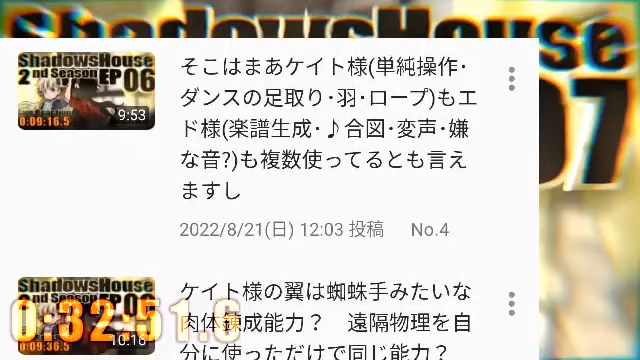 ShadowsHouse
ShadowsHouse
2nd Season EP 06
0:09:16.5
9:53
そこはまあケイト様(単純操作･
ダンスの足取り･羽･ロープ)もエ
ド様(楽譜生成･♪合図･変声･嫌
な音?)も複数使ってるとも言え
ますし
2022/8/21(日) 12:03 投稿 No.4
07
ShadowsHouse
2nd Season EP 06
0:09:36.5
10:18
ケイト様の翼は蜘蛛手みたいな
肉体錬成能力？ 遠隔物理を自
分に使っただけで同じ能力？
0:32:51.6